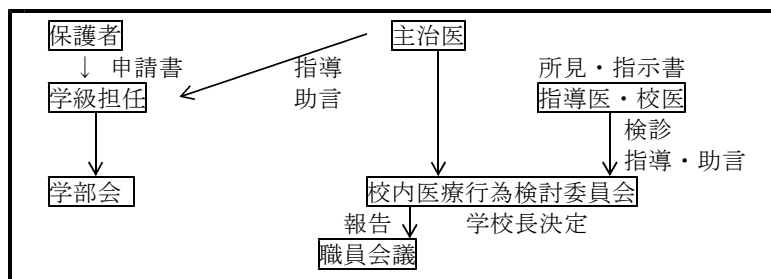 保護者 主治医
↓ 申請書 指導 所見・指示書
学級担任 助言 指導医・校医
検診
指導・助言
学部会 校内医療行為検討委員会
報告 学校長決定
職員会議